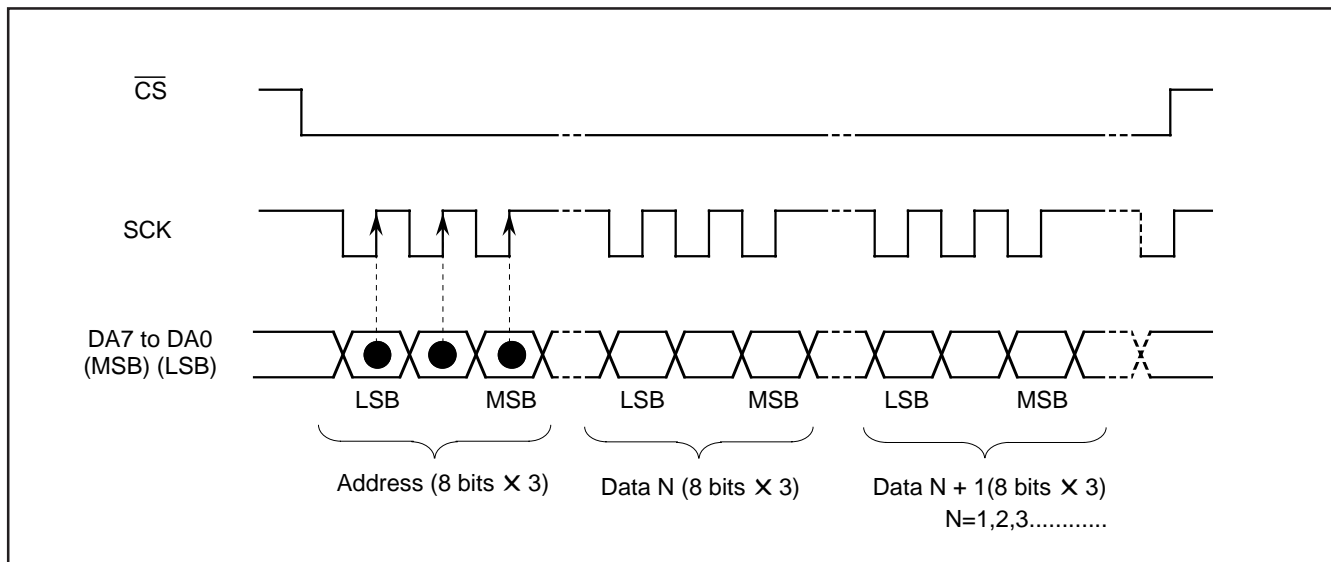 CS
SCK
DA7 to DA0
(MSB) (LSB)
LSB MSB LSB MSB LSB MSB
Address (8 bits × 3) Data N (8 bits × 3) Data N + 1(8 bits × 3)
N=1,2,3............